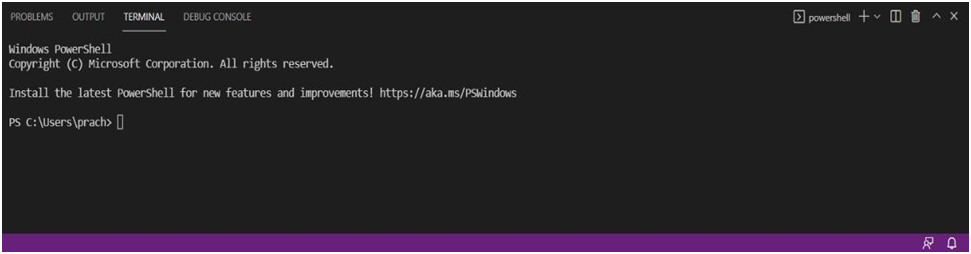 PROBLEMS OUTPUT TERMINAL DEBUG CONSOLE powershell
Windows PowerShell
Copyright (C) Microsoft Corporation. All rights reserved.
Install the latest PowerShell for new features and improvements! https://aka.ms/PSWindows
PS C:\Users\prach>